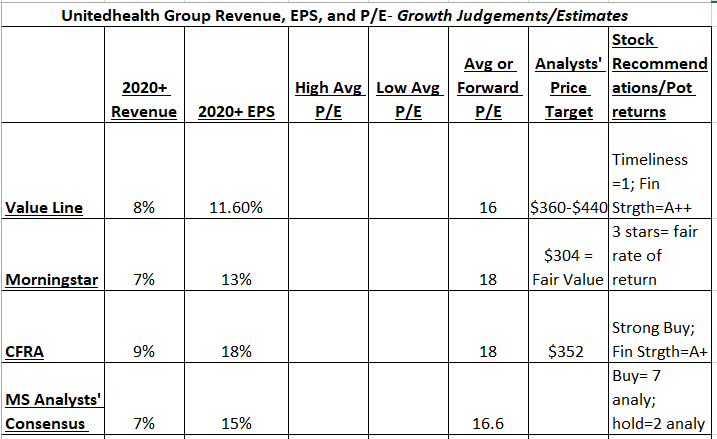 Unitedhealth Group Revenue, EPS, and P/E- Growth Judgements/Estimates
2020+ Revenue 2020+ EPS High Avg P/E Low Avg P/E Avg or Forward P/E Analysts' Price Target Stock Recommendations/Pot returns
Value Line 8% 11.60% 16 $360-$440 Timeliness =1; Fin Strgth=A++
Morningstar 7% 13% 18 $304 = Fair Value 3 stars= fair rate of return
CFRA 9% 18% 18 $352 Strong Buy; Fin Strgth=A+
MS Analysts' Consensus 7% 15% 16.6 Buy= 7 analy; hold=2 analy